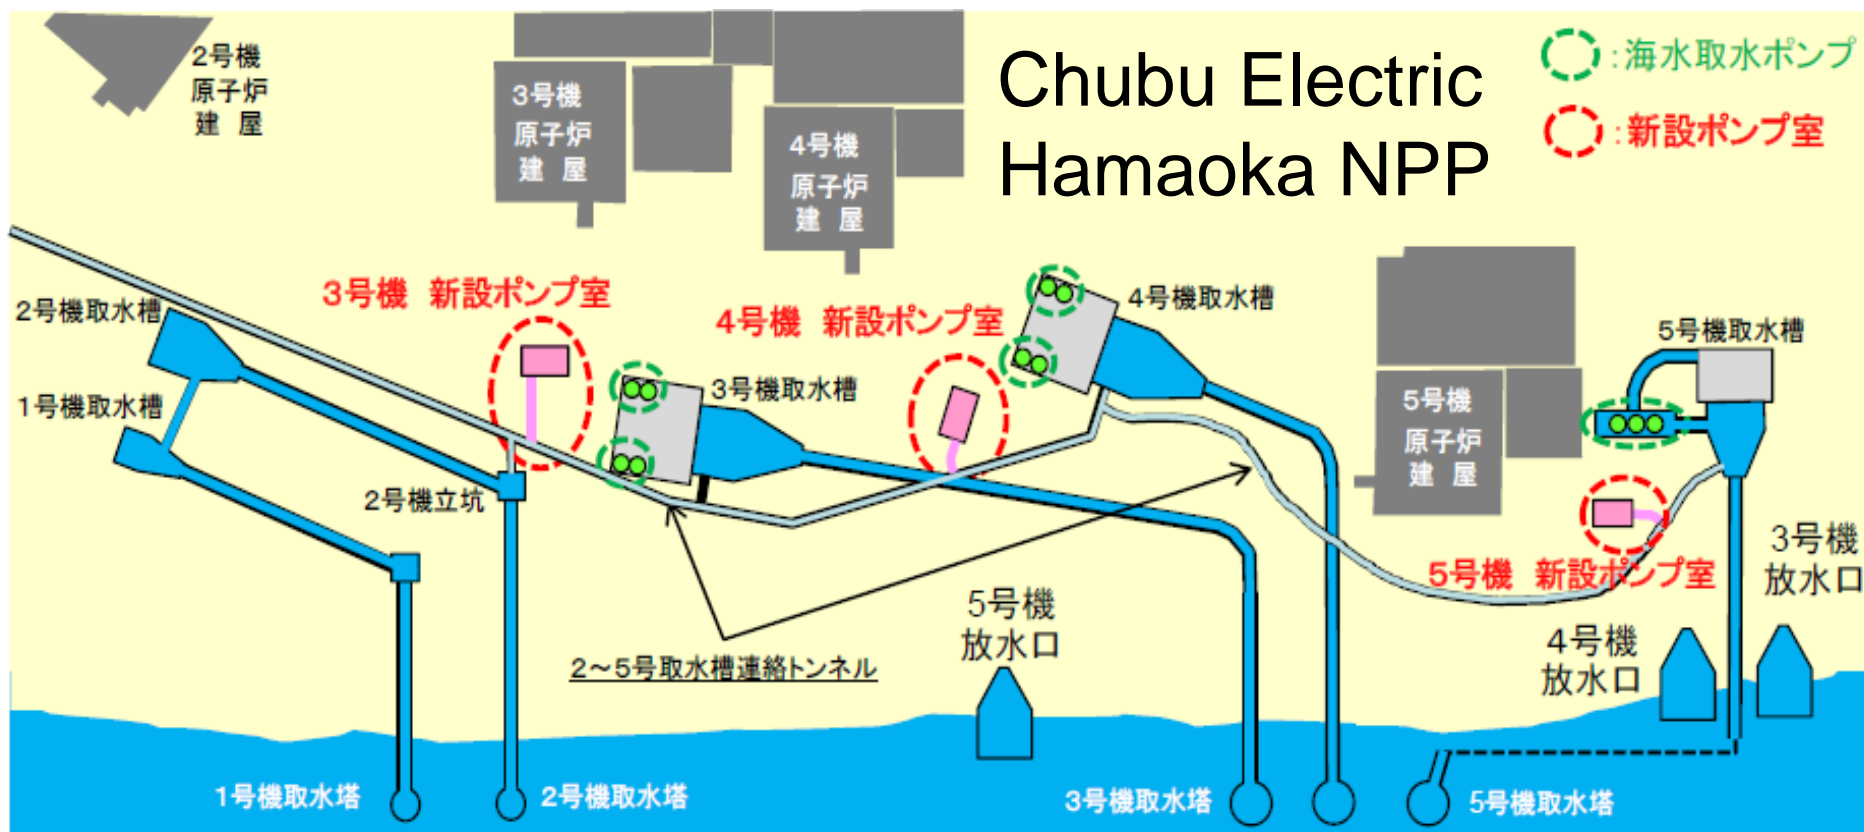 Chubu Electric
Hamaoka NPP
:海水取水ポンプ
:新設ポンプ室
2号機
原子炉
建 屋
3号機
原子炉
建 屋
4号機
原子炉
建 屋
3号機 新設ポンプ室
4号機 新設ポンプ室
2号機取水槽
1号機取水槽
3号機取水槽
4号機取水槽
5号機取水槽
5号機
原子炉
建 屋
2号機立坑
5号機 新設ポンプ室
3号機
放水口
5号機
放水口
4号機
放水口
2～5号取水槽連絡トンネル
1号機取水塔
2号機取水塔
3号機取水塔
5号機取水塔